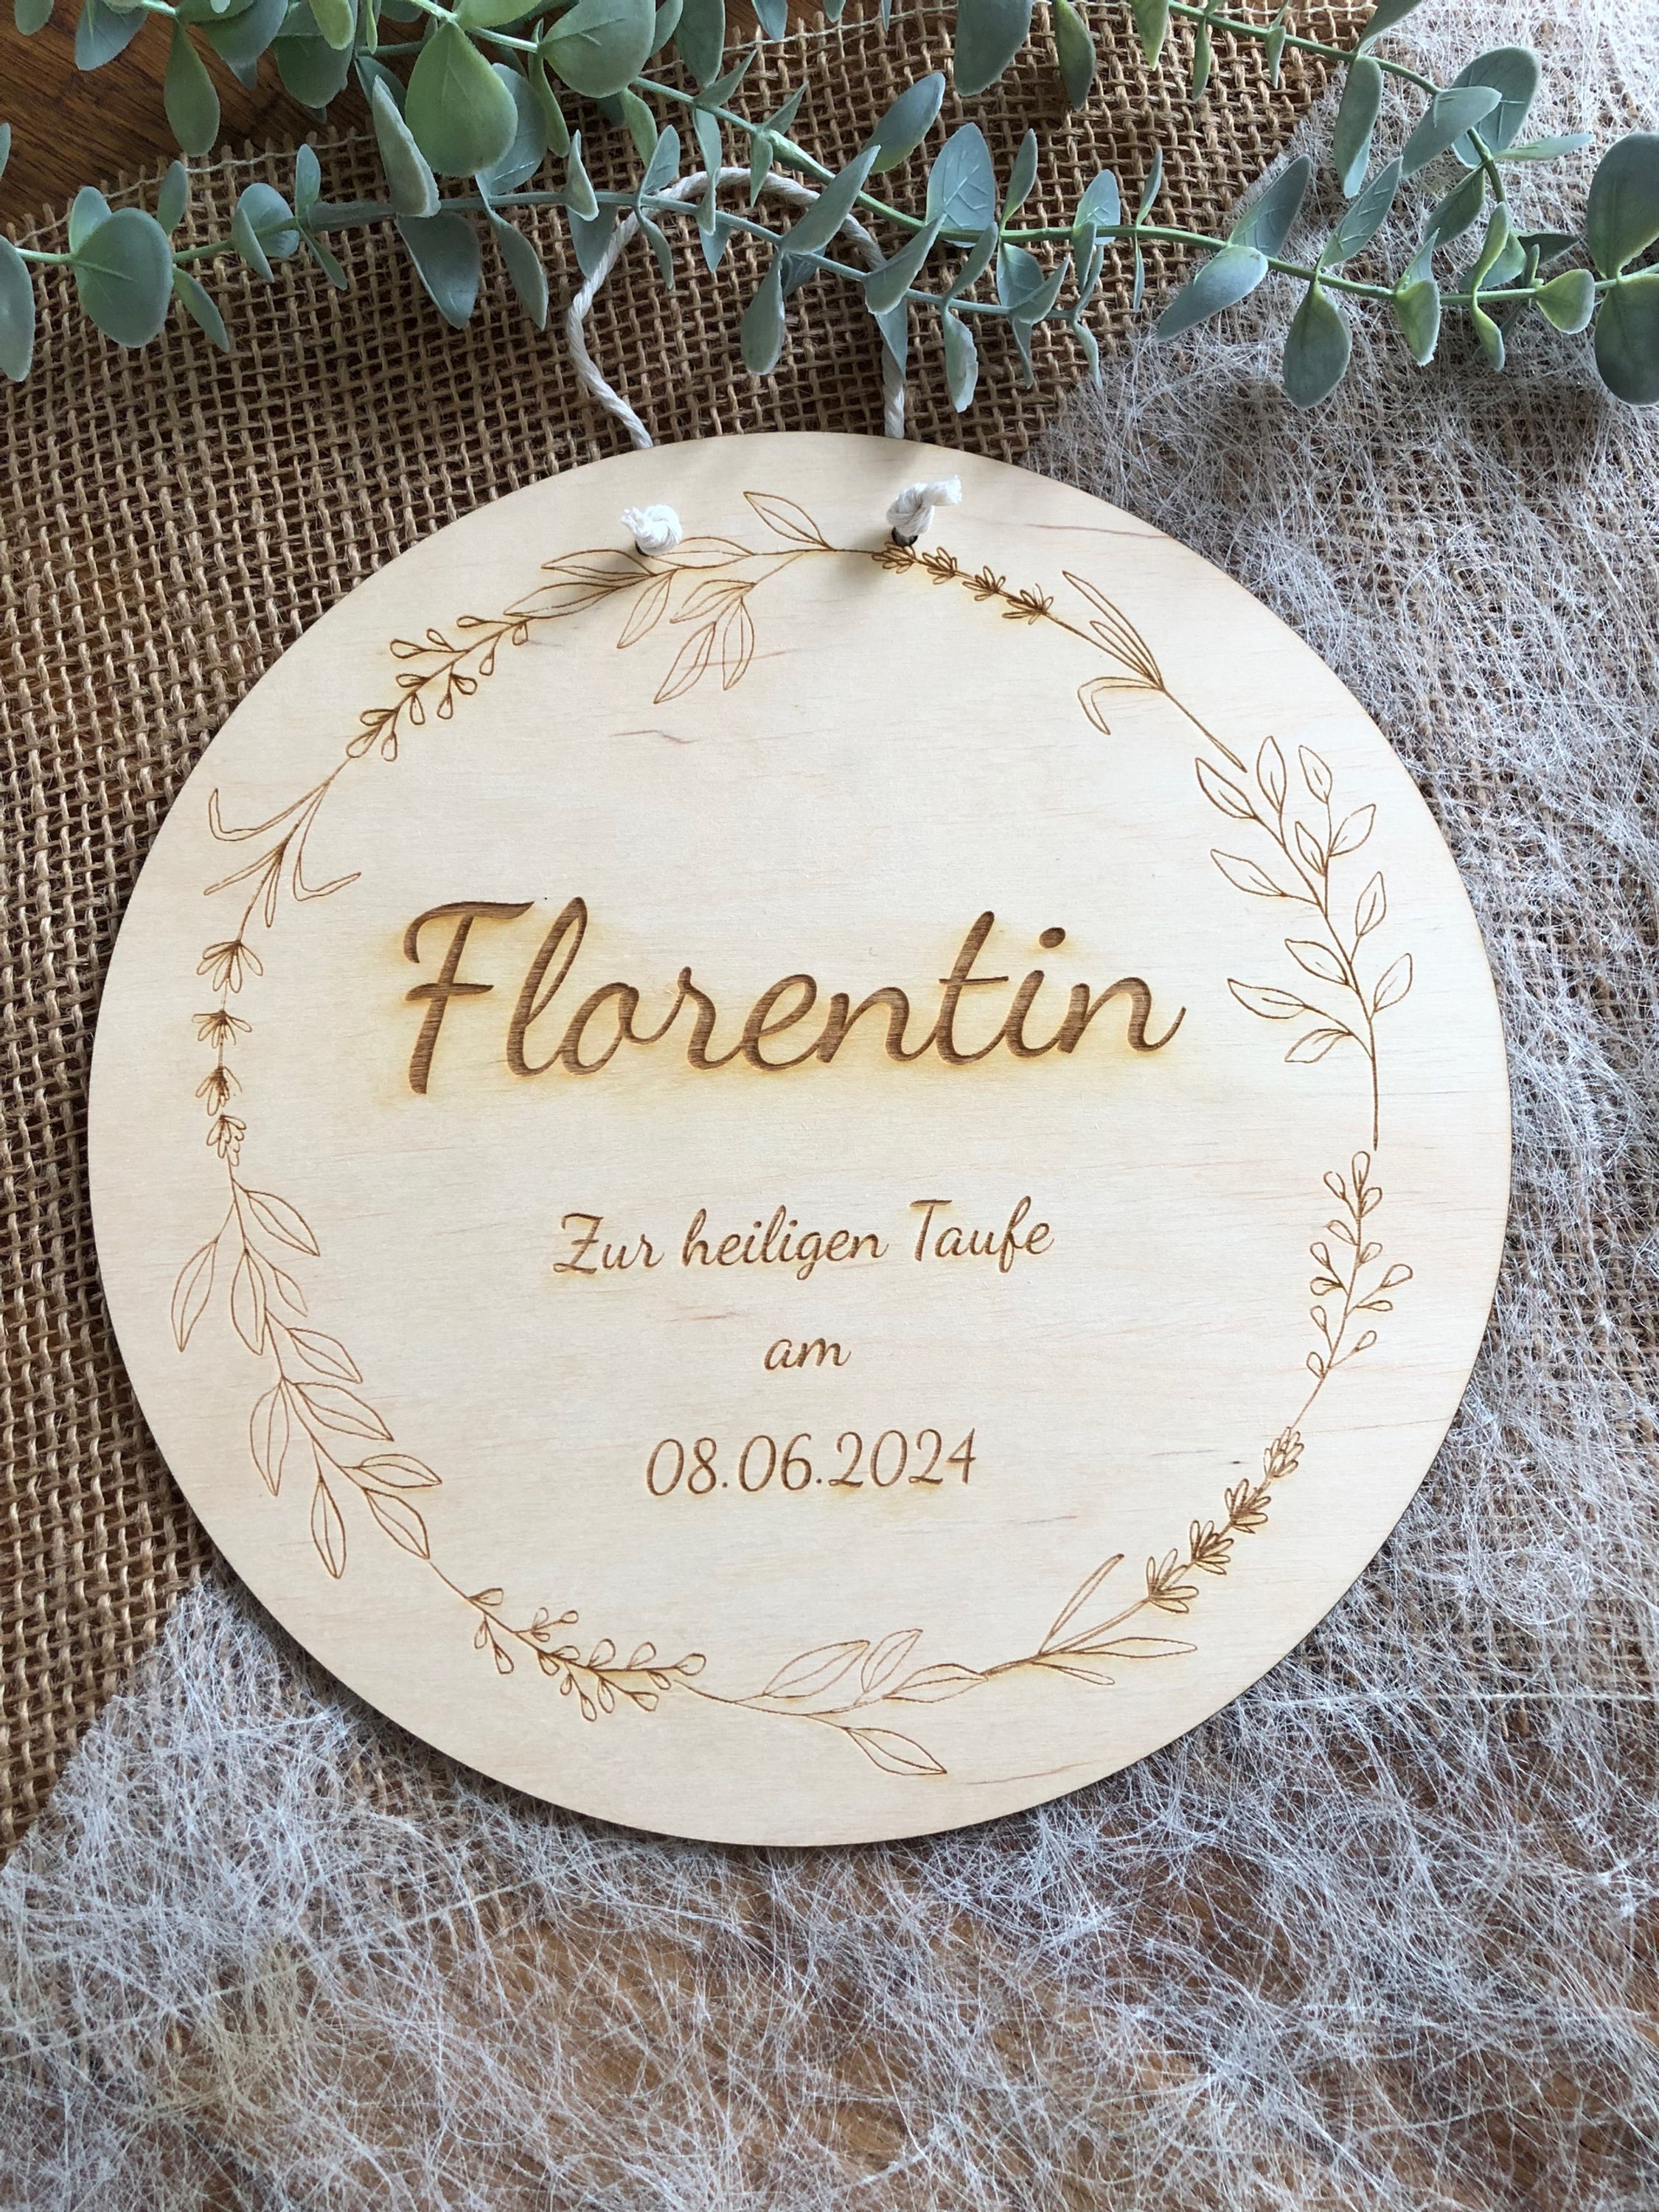 Florentin
Zur heiligen Taufe
am
08.06.2024